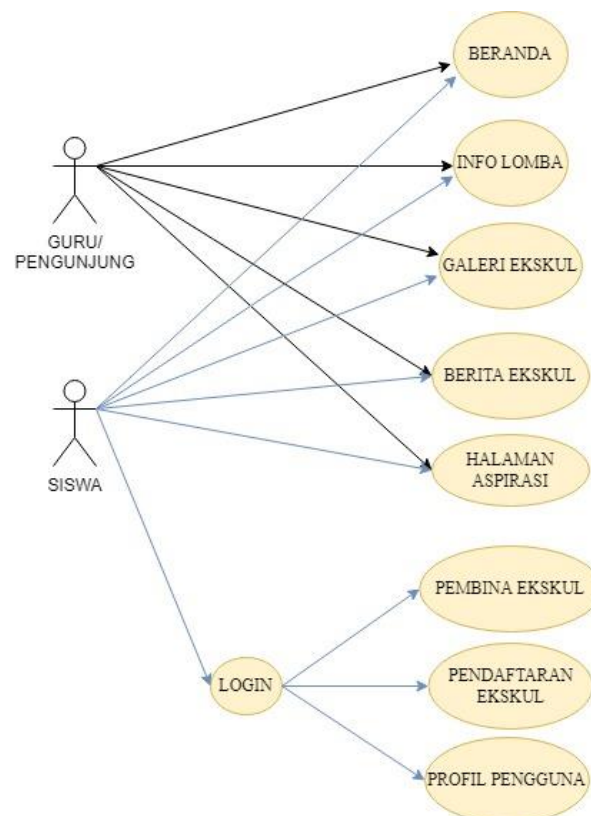 BERANDA
INFO LOMBA
GURU/
PENGUNJUNG
GALERI EKSKUL
BERITA EKSKUL
SISWA
HALAMAN
ASPIRASI
PEMBINA EKSKUL
LOGIN
PENDAFTARAN
EKSKUL
PROFIL PENGGUNA